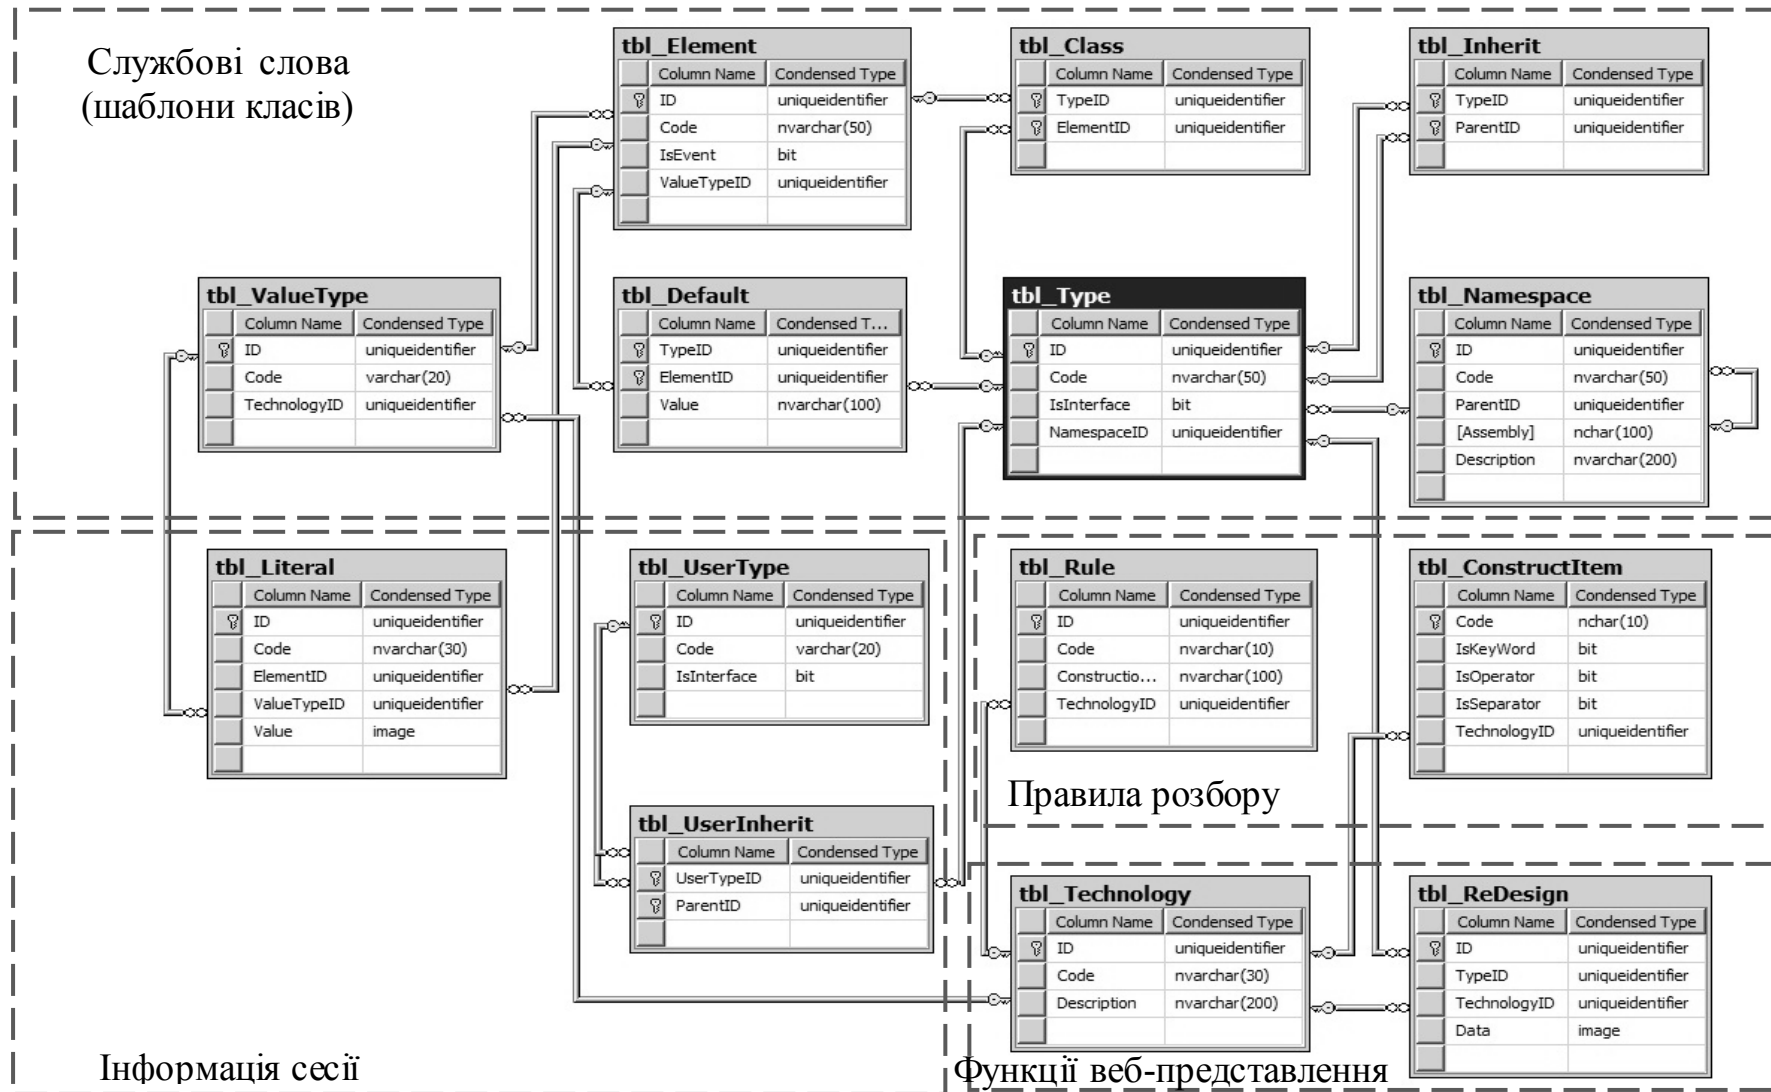 Службові слова
(шаблони класів)
tbl_Element
Column Name Condensed Type
ID uniqueidentifier
Code nvarchar(50)
IsEvent bit
ValueTypeID uniqueidentifier
tbl_Class
Column Name Condensed Type
TypeID uniqueidentifier
ElementID uniqueidentifier
tbl_Inherit
Column Name Condensed Type
TypeID uniqueidentifier
ParentID uniqueidentifier
tbl_ValueType
Column Name Condensed Type
ID uniqueidentifier
Code varchar(20)
TechnologyID uniqueidentifier
tbl_Default
Column Name Condensed T...
TypeID uniqueidentifier
ElementID uniqueidentifier
Value nvarchar(100)
tbl_Type
Column Name Condensed Type
ID uniqueidentifier
Code nvarchar(50)
IsInterface bit
NamespaceID uniqueidentifier
tbl_Namespace
Column Name Condensed Type
ID uniqueidentifier
Code nvarchar(50)
ParentID uniqueidentifier
[Assembly] nchar(100)
Description nvarchar(200)
tbl_Literal
Column Name Condensed Type
ID uniqueidentifier
Code nvarchar(30)
ElementID uniqueidentifier
ValueTypeID uniqueidentifier
Value image
tbl_UserType
Column Name Condensed Type
ID uniqueidentifier
Code varchar(20)
IsInterface bit
tbl_Rule
Column Name Condensed Type
ID uniqueidentifier
Code nvarchar(10)
Constructio... nvarchar(100)
TechnologyID uniqueidentifier
tbl_ConstructItem
Column Name Condensed Type
Code nchar(10)
IsKeyWord bit
IsOperator bit
IsSeparator bit
TechnologyID uniqueidentifier
Правила розбору
tbl_UserInherit
Column Name Condensed Type
UserTypeID uniqueidentifier
ParentID uniqueidentifier
tbl_Technology
Column Name Condensed Type
ID uniqueidentifier
Code nvarchar(30)
Description nvarchar(200)
tbl_ReDesign
Column Name Condensed Type
ID uniqueidentifier
TypeID uniqueidentifier
TechnologyID uniqueidentifier
Data image
Інформація сесії
Функції веб-представлення